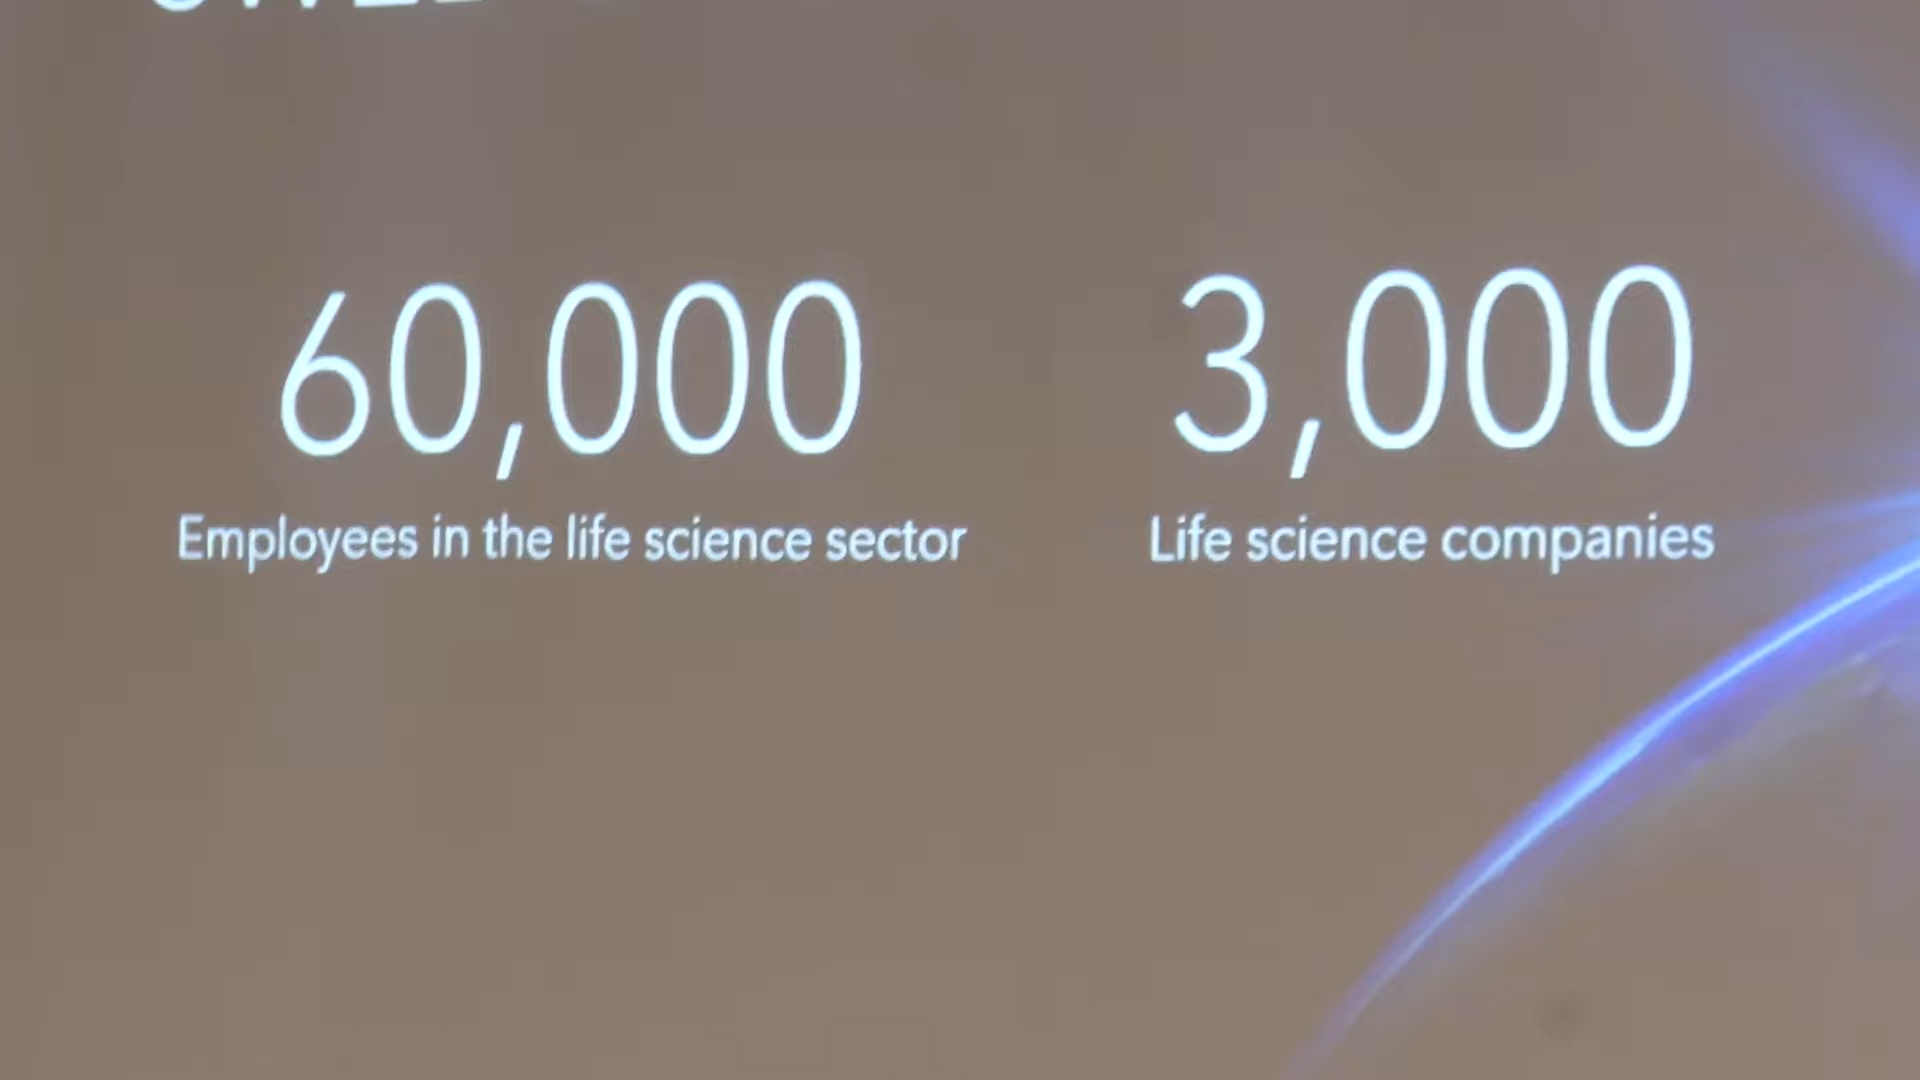 60,000
Employees in the life science sector
3,000
Life science companies